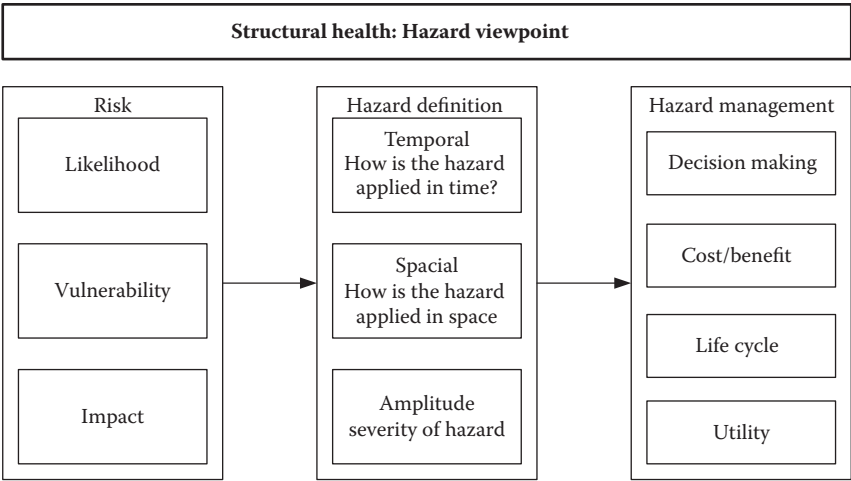 Structural health: Hazard viewpoint
Risk
Likelihood
Vulnerability
Impact
Hazard definition
Temporal
How is the hazard
applied in time?
Spacial
How is the hazard
applied in space
Amplitude
severity of hazard
Hazard management
Decision making
Cost/benefit
Life cycle
Utility